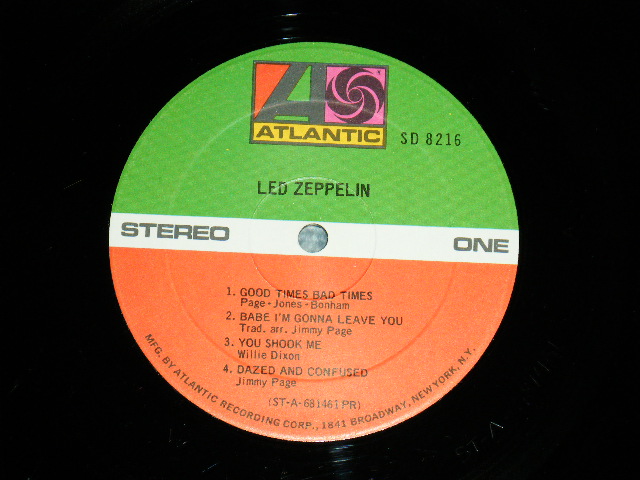 ATLANTIC
SD 8216
LED ZEPPELIN
STEREO
ONE
1. GOOD TIMES BAD TIMES
Page - Jones - Bonham
2. BABE I'M GONNA LEAVE YOU
Trad. arr. Jimmy Page
3. YOU SHOOK ME
Willie Dixon
4. DAZED AND CONFUSED
Jimmy Page
(ST-A-681461 PR)
MFG. BY ATLANTIC RECORDING CORP., 1841 BROADWAY, NEW YORK, N.Y.